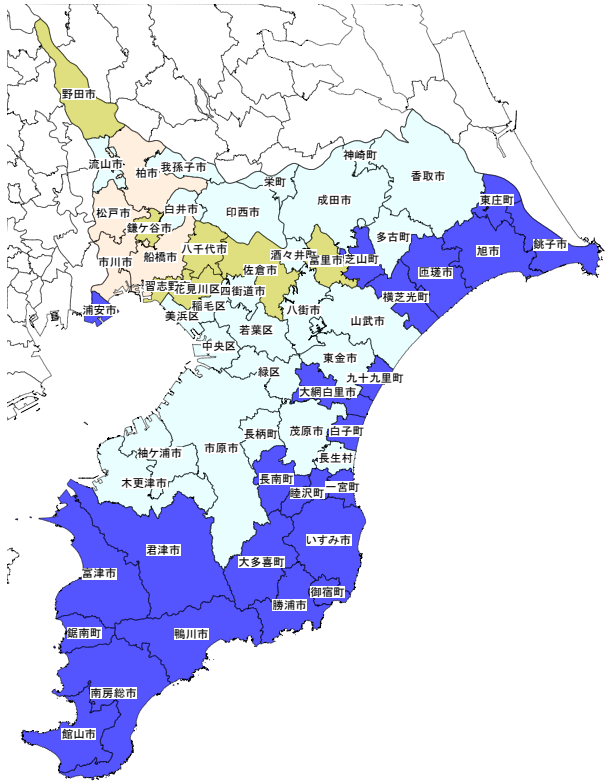 野田市
流山市
柏市
我孫子市
神崎町
香取市
栄町
成田市
東庄町
松戸市
鎌ケ谷市
白井市
印西市
多古町
銚子市
市川市
船橋市
八千代市
酒々井町
富里市
芝山町
旭市
佐倉市
匝瑳市
習志野
花見川区
四街道市
横芝光町
浦安市
美浜区
稲毛区
若葉区
八街市
山武市
中央区
緑区
東金市
九十九里町
大網白里市
市原市
長柄町
茂原市
白子町
袖ケ浦市
長生村
木更津市
長南町
睦沢町
一宮町
君津市
いすみ市
富津市
大多喜町
御宿町
勝浦市
鋸南町
鴨川市
南房総市
館山市